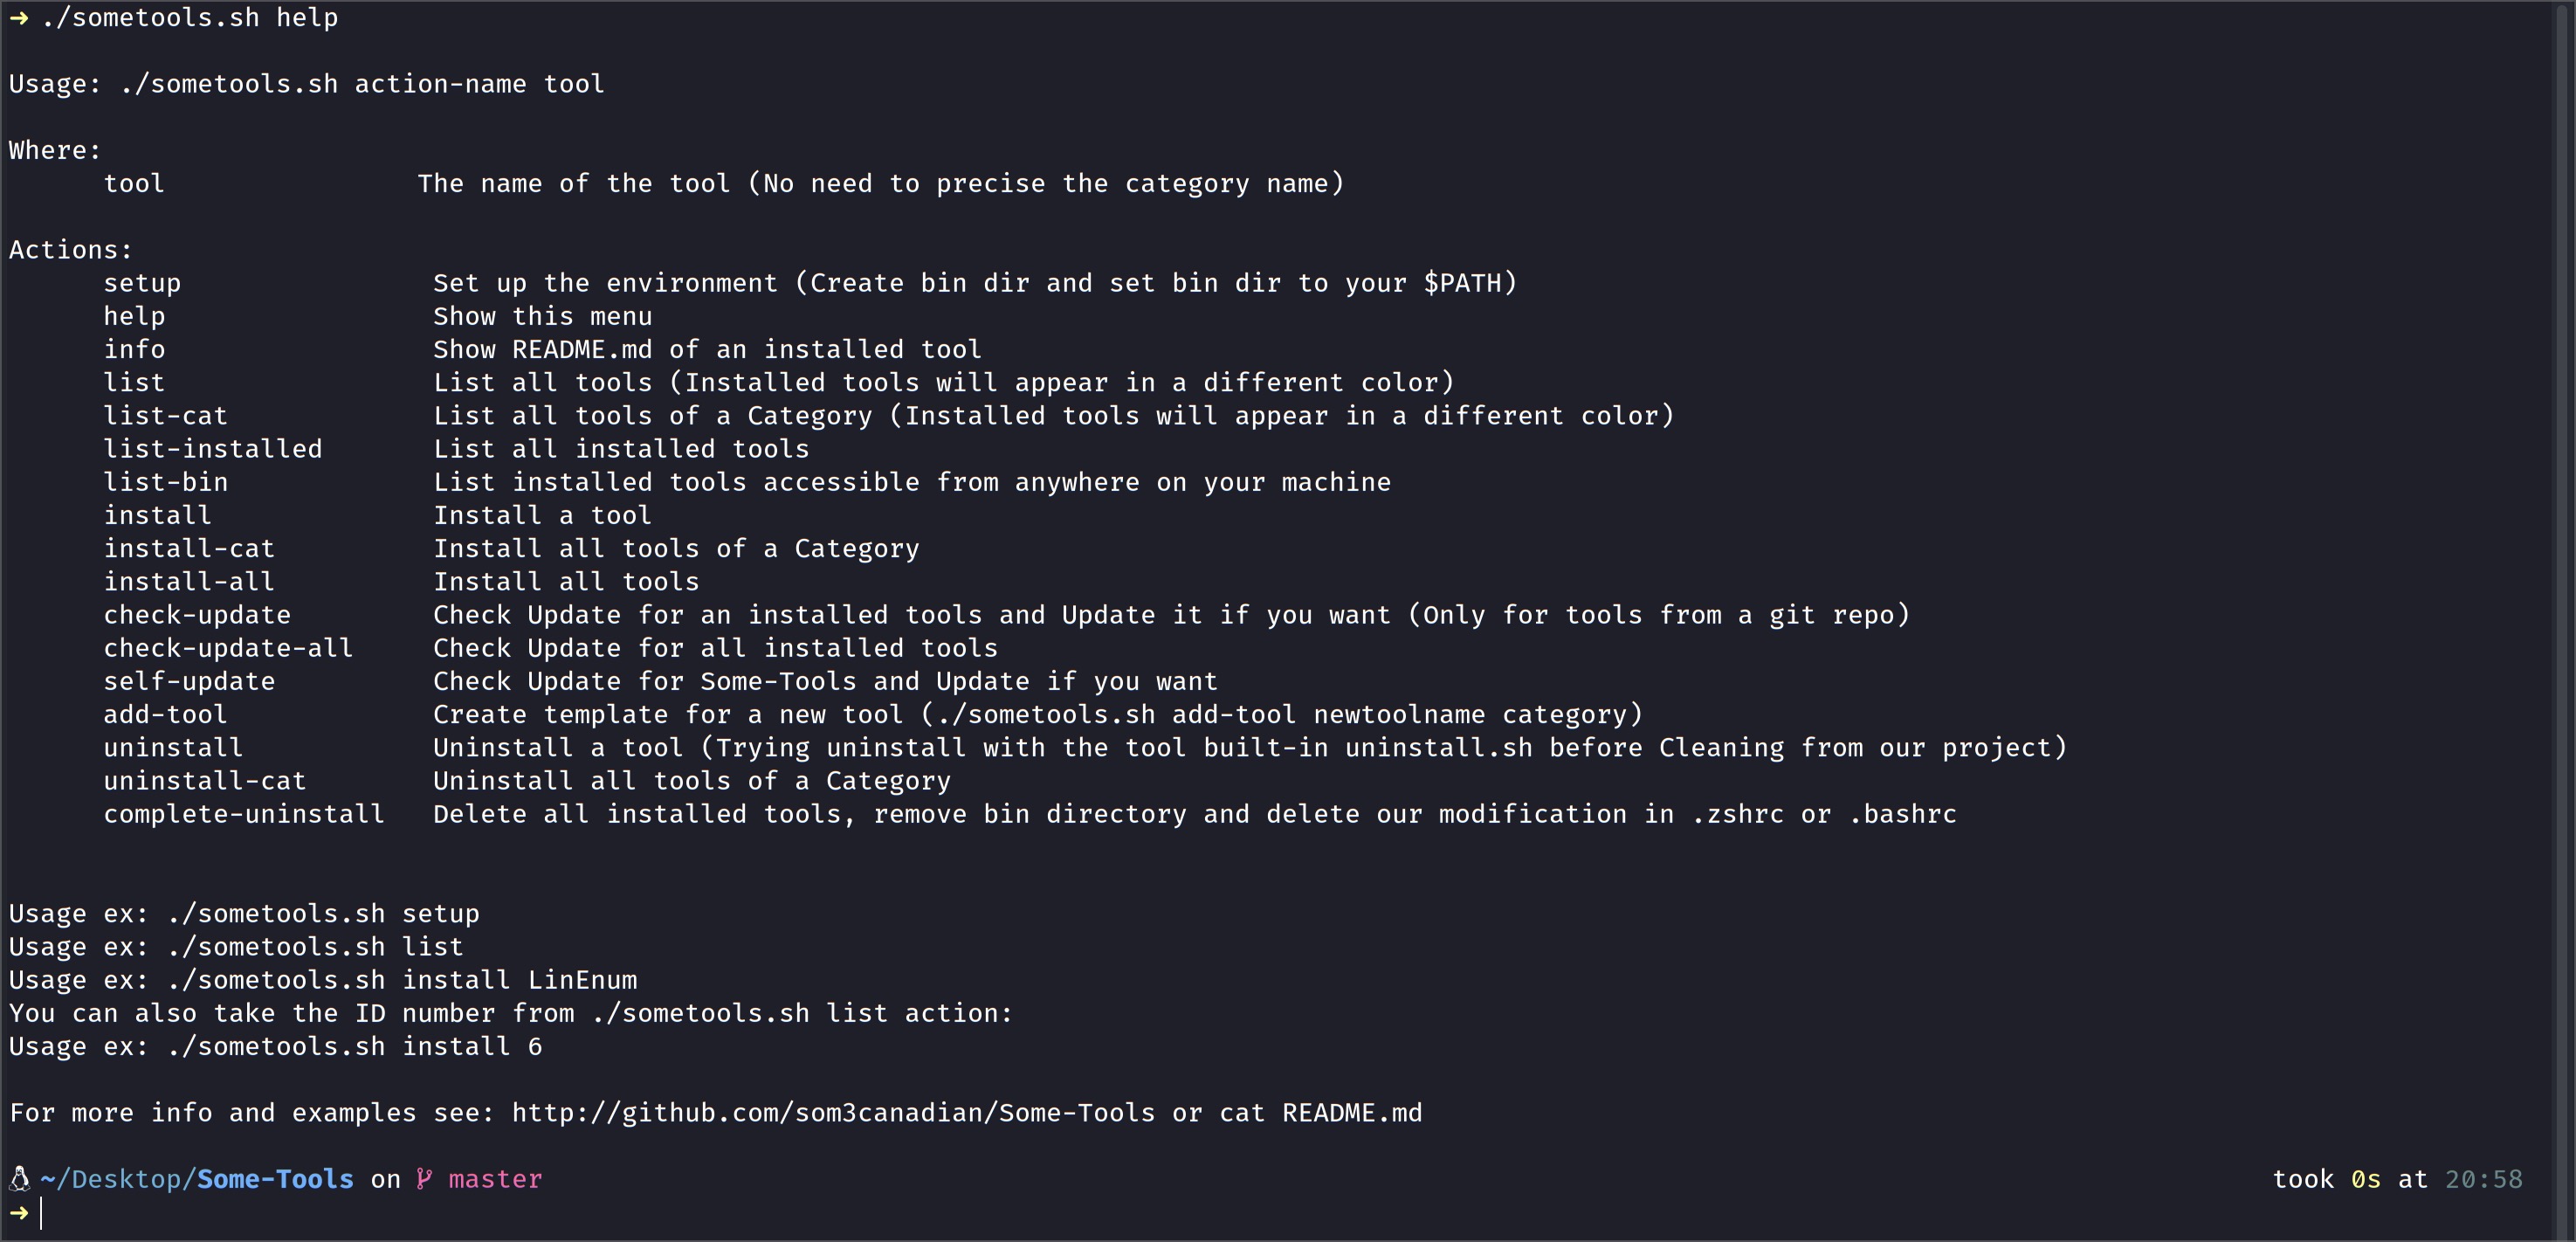 ➜ ./sometools.sh help
Usage: ./sometools.sh action-name tool
Where:
tool The name of the tool (No need to precise the category name)
Actions:
setup Set up the environment (Create bin dir and set bin dir to your $PATH)
help Show this menu
info Show README.md of an installed tool
list List all tools (Installed tools will appear in a different color)
list-cat List all tools of a Category (Installed tools will appear in a different color)
list-installed List all installed tools
list-bin List installed tools accessible from anywhere on your machine
install Install a tool
install-cat Install all tools of a Category
install-all Install all tools
check-update Check Update for an installed tools and Update it if you want (Only for tools from a git repo)
check-update-all Check Update for all installed tools
self-update Check Update for Some-Tools and Update if you want
add-tool Create template for a new tool (./sometools.sh add-tool newtoolname category)
uninstall Uninstall a tool (Trying uninstall with the tool built-in uninstall.sh before Cleaning from our project)
uninstall-cat Uninstall all tools of a Category
complete-uninstall Delete all installed tools, remove bin directory and delete our modification in .zshrc or .bashrc
Usage ex: ./sometools.sh setup
Usage ex: ./sometools.sh list
Usage ex: ./sometools.sh install LinEnum
You can also take the ID number from ./sometools.sh list action:
Usage ex: ./sometools.sh install 6
For more info and examples see: http://github.com/som3canadian/Some-Tools or cat README.md
~/Desktop/Some-Tools on master took 0s at 20:58
➜